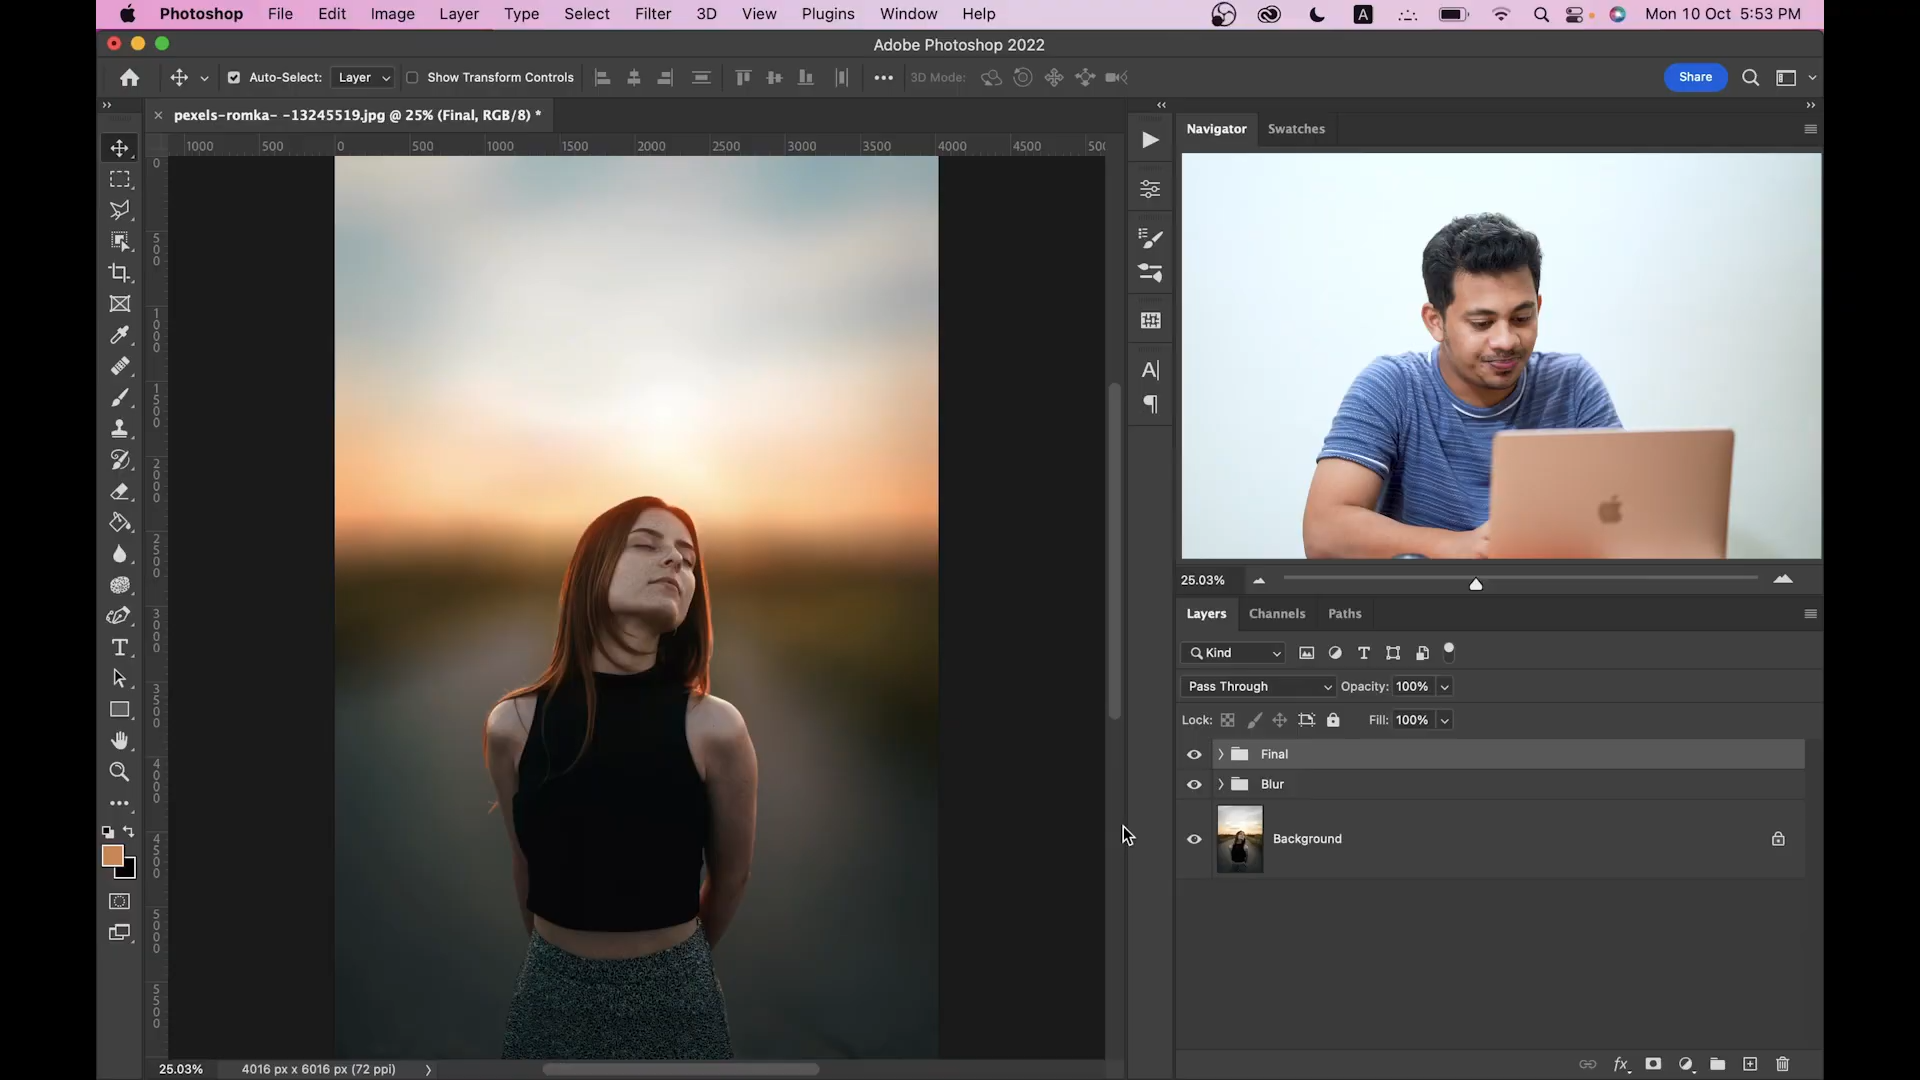 Photoshop File Edit Image Layer Type Select Filter 3D View Plugins Window Help A Mon 10 Oct 5:53 PM
Adobe Photoshop 2022
Auto-Select: Layer Show Transform Controls 3D Mode: Share
pexels-romka- -13245519.jpg @ 25% (Final, RGB/8) *
Navigator Swatches
1000 500 0 500 1000 1500 2000 2500 3000 3500 4000 4500
0
500
1000
1500
2000
2500
3000
3500
4000
4500
5000
5500
25.03%
Layers Channels Paths
Kind
Pass Through Opacity: 100%
Lock: Fill: 100%
Final
Blur
Background
25.03% 4016 px x 6016 px (72 ppi)